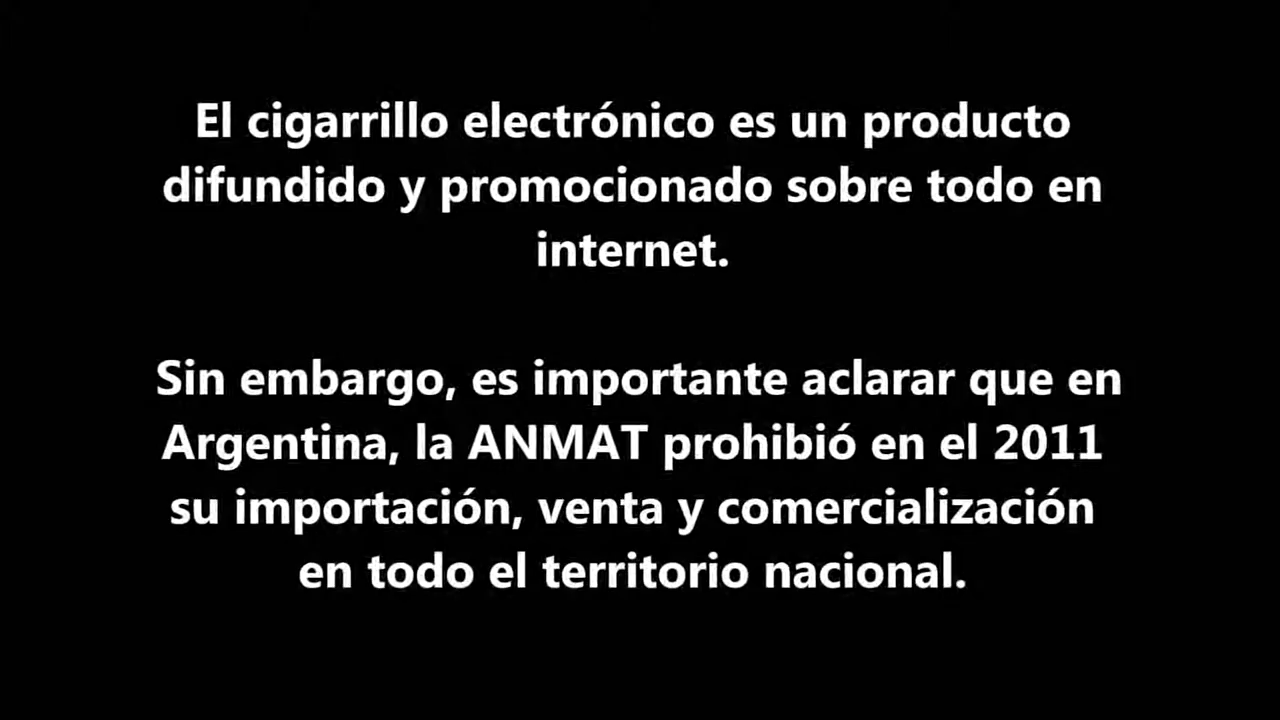 El cigarrillo electrónico es un producto
difundido y promocionado sobre todo en
internet.
Sin embargo, es importante aclarar que en
Argentina, la ANMAT prohibió en el 2011
su importación, venta y comercialización
en todo el territorio nacional.